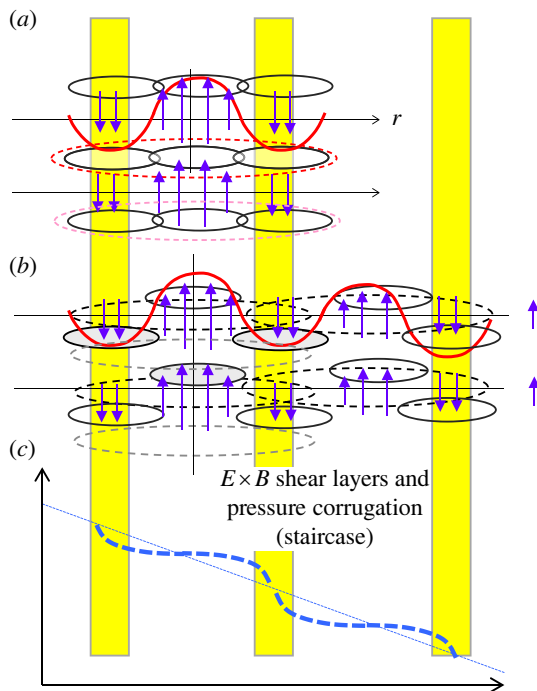 (a)
r
(b)
(c)
E × B shear layers and
pressure corrugation
(staircase)